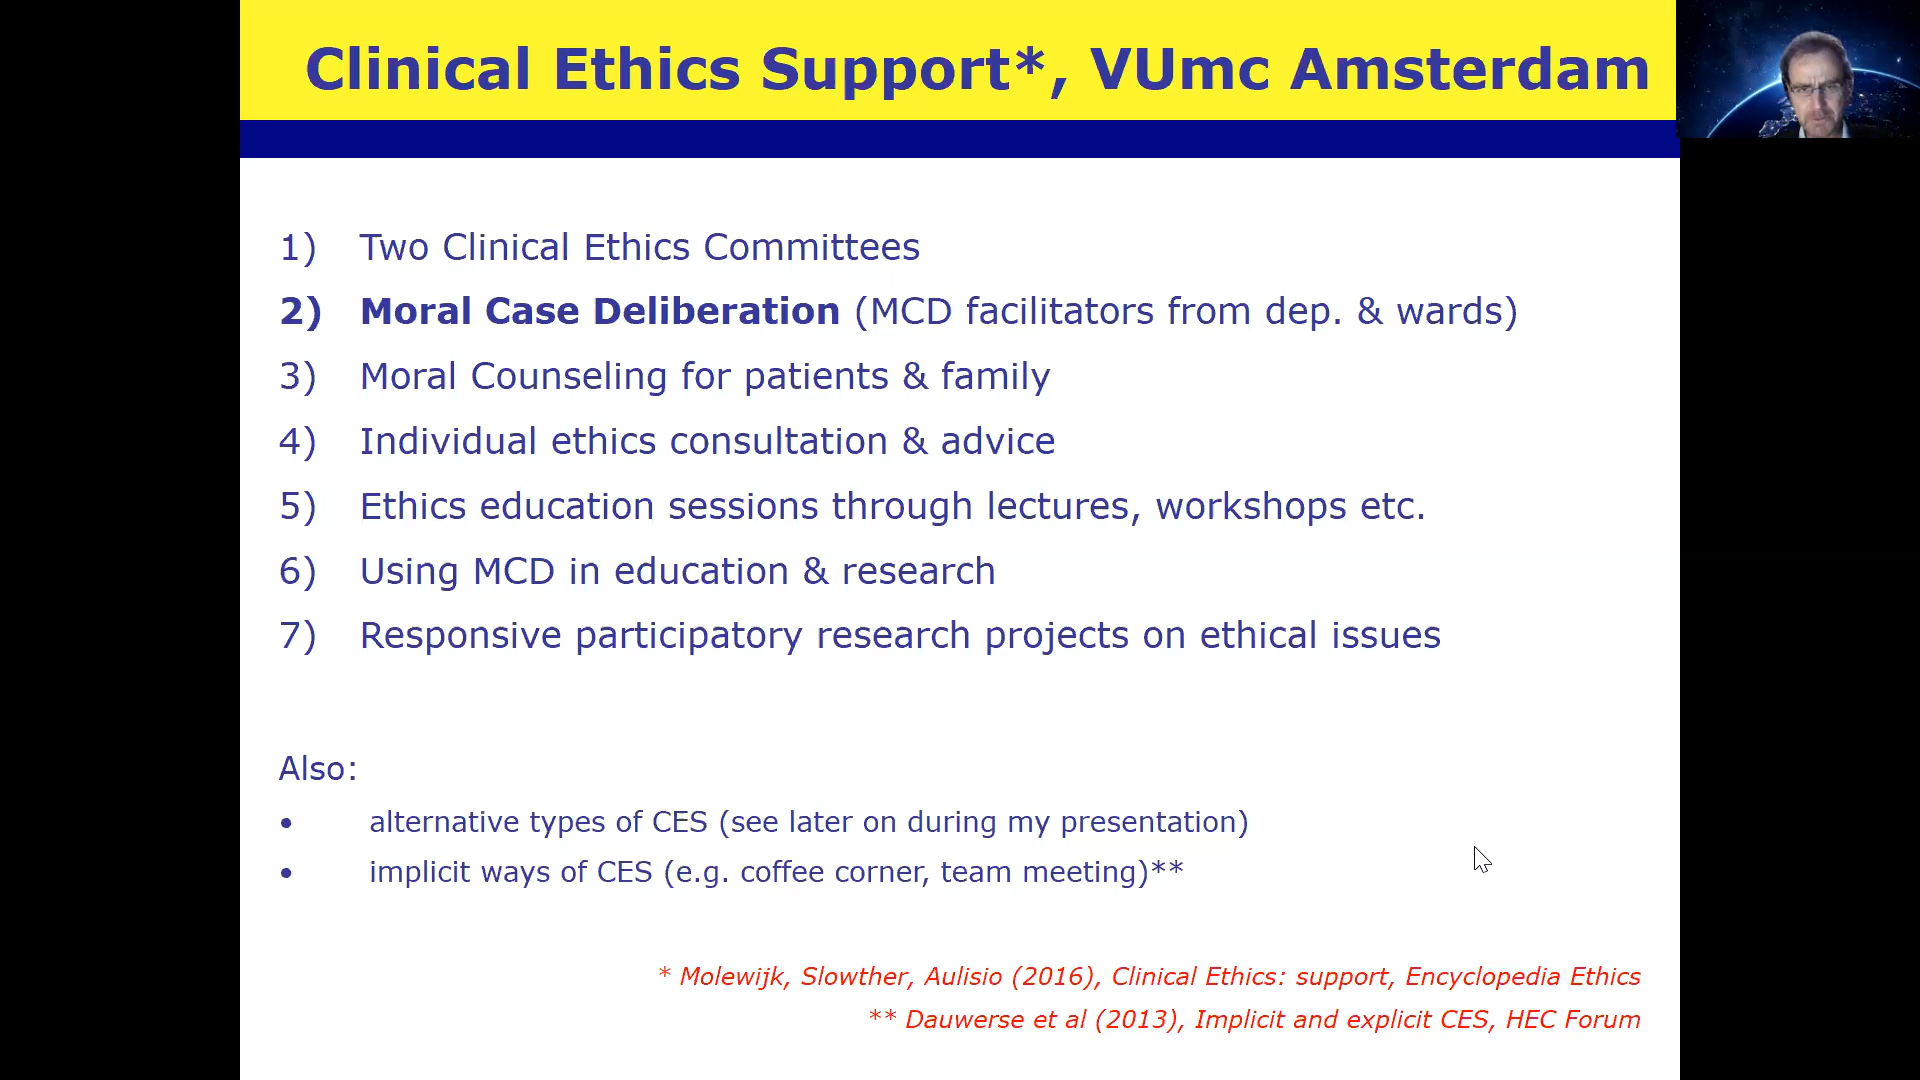 Clinical Ethics Support*, VUmc Amsterdam
1) Two Clinical Ethics Committees
2) Moral Case Deliberation (MCD facilitators from dep. & wards)
3) Moral Counseling for patients & family
4) Individual ethics consultation & advice
5) Ethics education sessions through lectures, workshops etc.
6) Using MCD in education & research
7) Responsive participatory research projects on ethical issues
Also:
• alternative types of CES (see later on during my presentation)
• implicit ways of CES (e.g. coffee corner, team meeting)**
* Molewijk, Slowther, Aulisio (2016), Clinical Ethics: support, Encyclopedia Ethics
** Dauwerse et al (2013), Implicit and explicit CES, HEC Forum